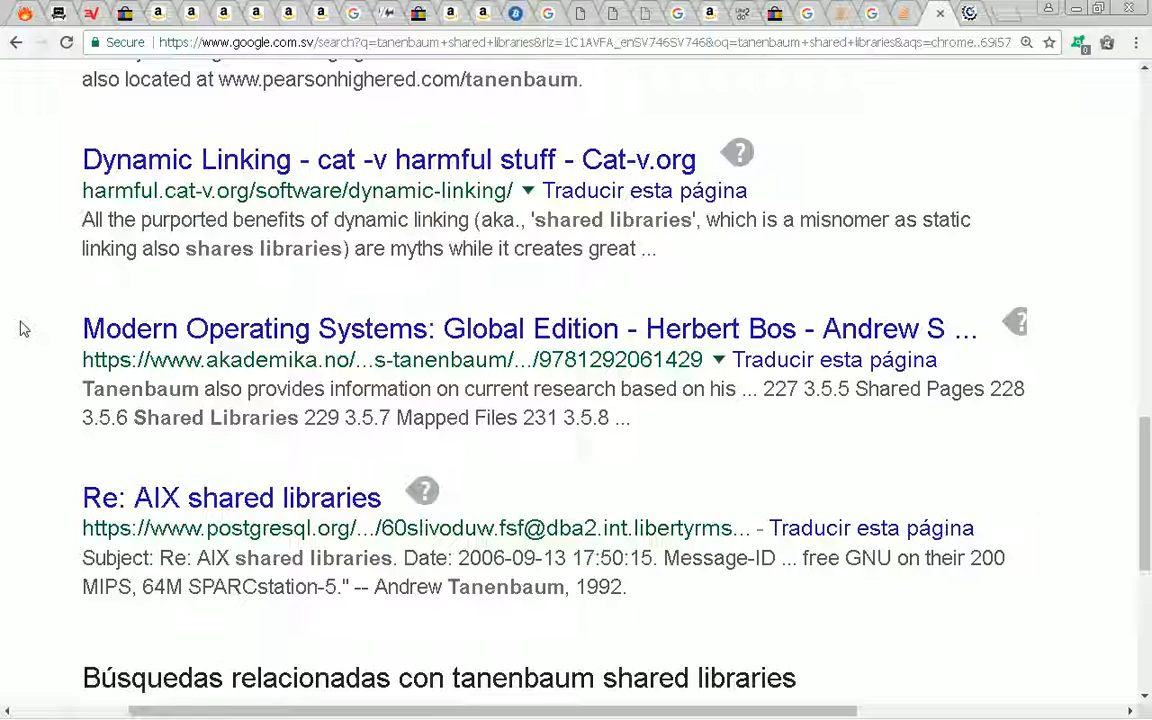 Secure https://www.google.com.sv/search?q=tanenbaum+shared+libraries&rlz=1C1AVFA_enSV746SV746&oq=tanenbaum+shared+libraries&aqs=chrome..69i57
also located at www.pearsonhighered.com/tanenbaum.
Dynamic Linking - cat -v harmful stuff - Cat-v.org
harmful.cat-v.org/software/dynamic-linking/ Traducir esta página
All the purported benefits of dynamic linking (aka., 'shared libraries', which is a misnomer as static
linking also shares libraries) are myths while it creates great ...
Modern Operating Systems: Global Edition - Herbert Bos - Andrew S ...
https://www.akademika.no/...s-tanenbaum/.../9781292061429 Traducir esta página
Tanenbaum also provides information on current research based on his ... 227 3.5.5 Shared Pages 228
3.5.6 Shared Libraries 229 3.5.7 Mapped Files 231 3.5.8 ...
Re: AIX shared libraries
https://www.postgresql.org/.../60slivoduw.fsf@dba2.int.libertyrms... - Traducir esta página
Subject: Re: AIX shared libraries. Date: 2006-09-13 17:50:15. Message-ID ... free GNU on their 200
MIPS, 64M SPARCstation-5." -- Andrew Tanenbaum, 1992.
Búsquedas relacionadas con tanenbaum shared libraries